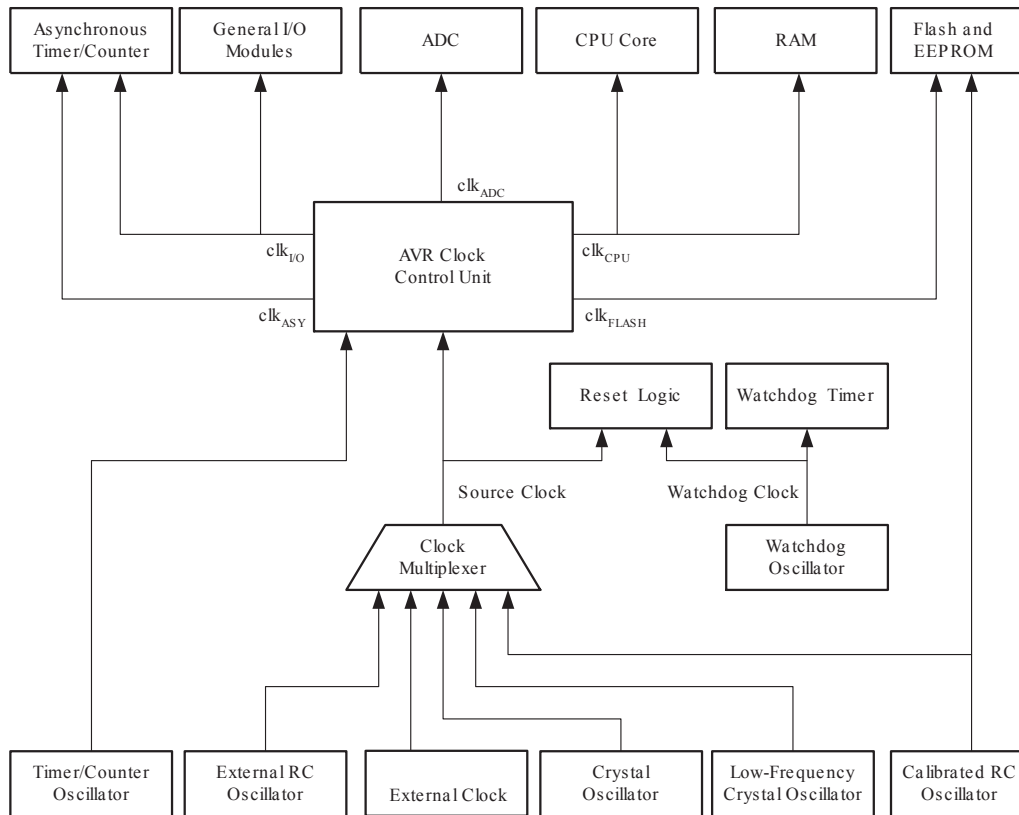 Asynchronous
Timer/Counter
General I/O
Modules
ADC
CPU Core
RAM
Flash and
EEPROM
clkADC
clkI/O
AVR Clock
Control Unit
clkCPU
clkASY
clkFLASH
Reset Logic
Watchdog Timer
Source Clock
Watchdog Clock
Clock
Multiplexer
Watchdog
Oscillator
Timer/Counter
Oscillator
External RC
Oscillator
External Clock
Crystal
Oscillator
Low-Frequency
Crystal Oscillator
Calibrated RC
Oscillator